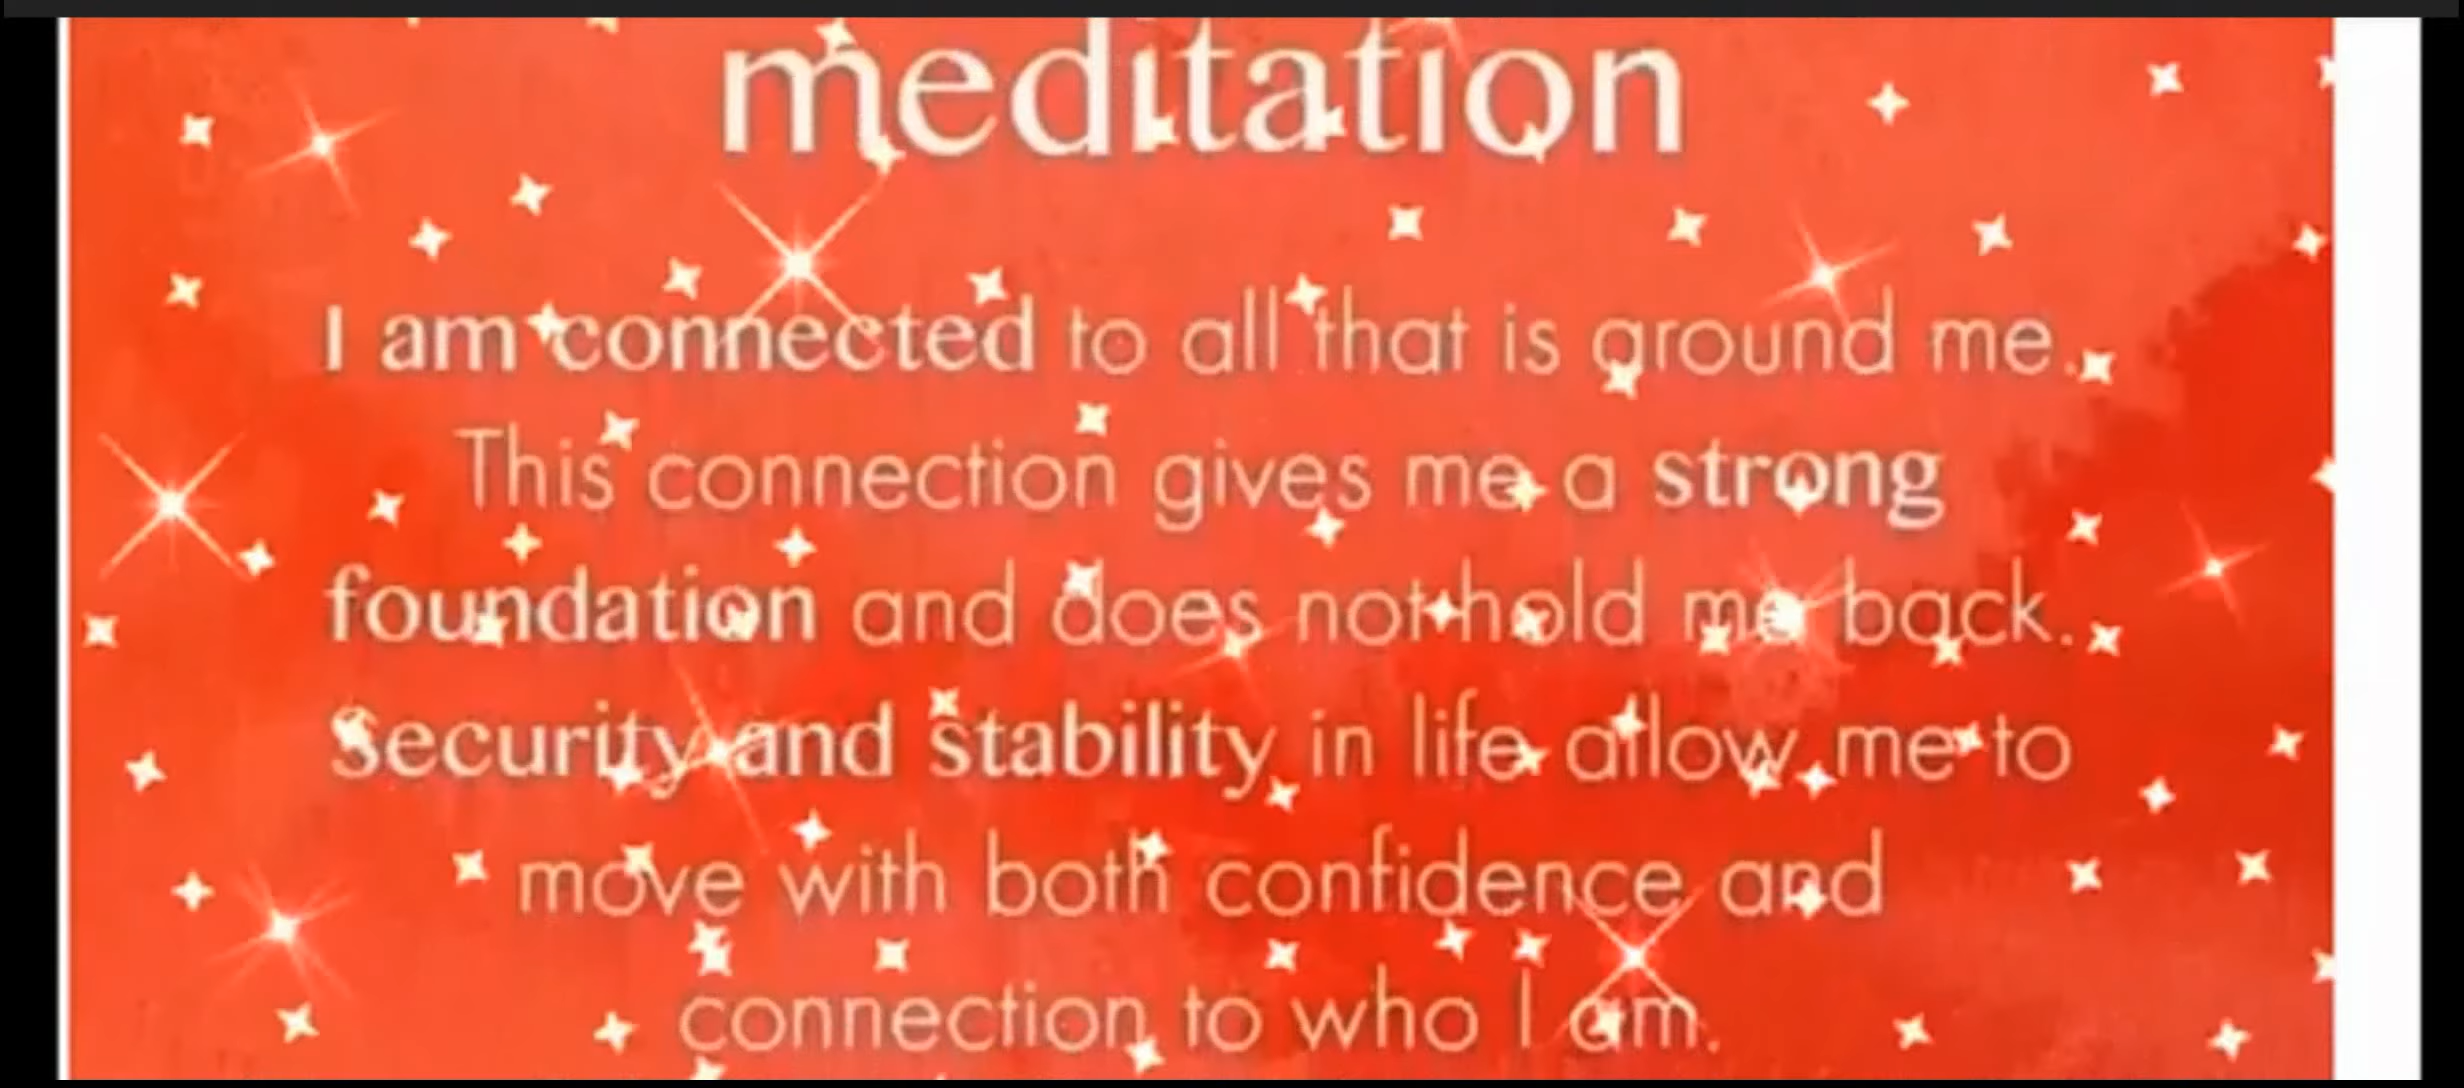 meditation
I am connected to all that is around me.
This connection gives me a strong
foundation and does not hold me back.
Security and stability in life allow me to
move with both confidence and
connection to who I am.